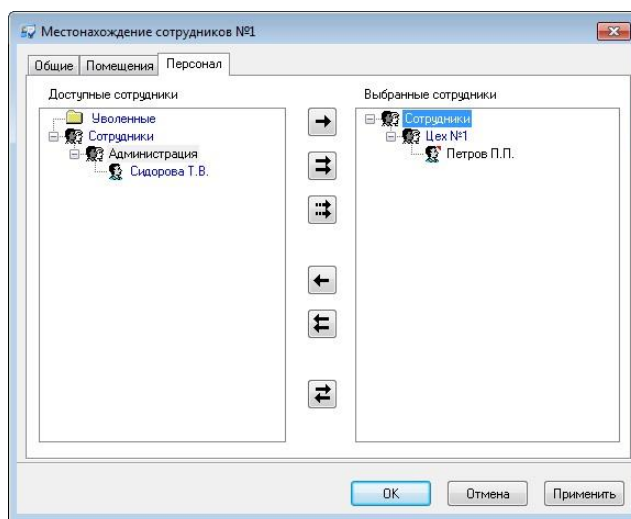 Местонахождение сотрудников №1
Общие Помещения Персонал
Доступные сотрудники
Уволенные
Сотрудники
Администрация
Сидорова Т.В.
Выбранные сотрудники
Сотрудники
Цех №1
Петров П.П.
OK Отмена Применить